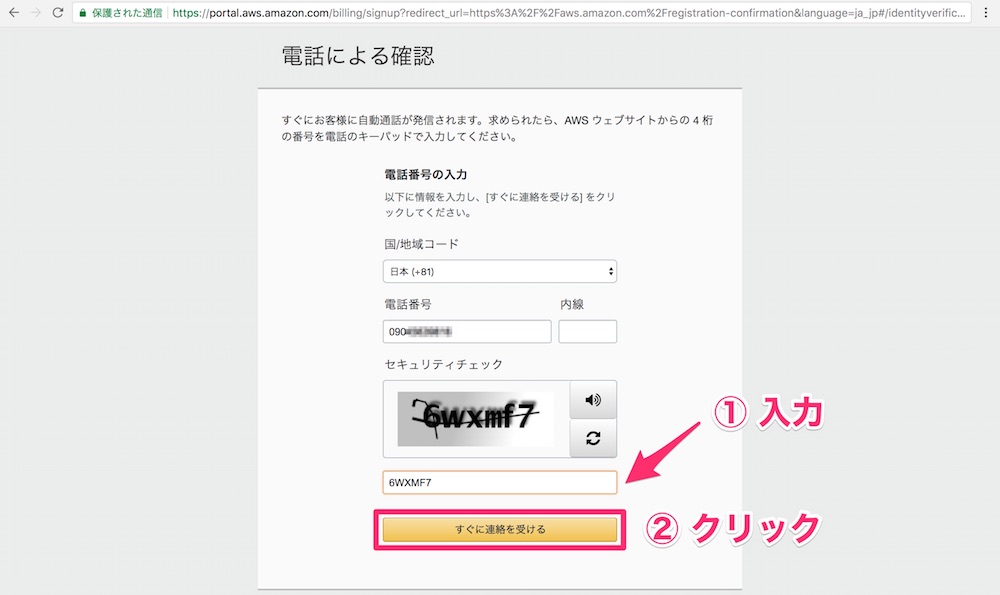 保護された通信 https://portal.aws.amazon.com/billing/signup?redirect_url=https%3A%2F%2Faws.amazon.com%2Fregistration-confirmation&language=ja_jp#/identityverific...
電話による確認
すぐにお客様に自動通話が発信されます。求められたら、AWS ウェブサイトからの 4 桁
の番号を電話のキーパッドで入力してください。
電話番号の入力
以下に情報を入力し、[すぐに連絡を受ける] をクリ
ックしてください。
国/地域コード
日本 (+81)
電話番号 内線
090
セキュリティチェック
6wxmf7
① 入力
6WXMF7
すぐに連絡を受ける
② クリック